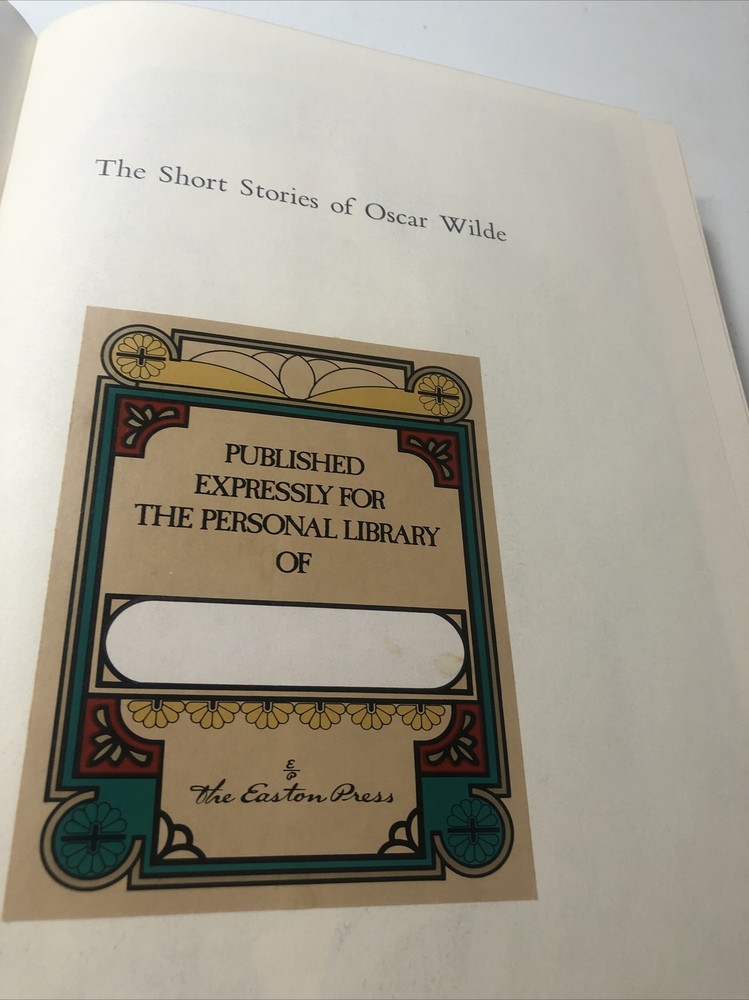 The Short Stories of Oscar Wilde
PUBLISHED
EXPRESSLY FOR
THE PERSONAL LIBRARY
OF
E
P
The Easton Press